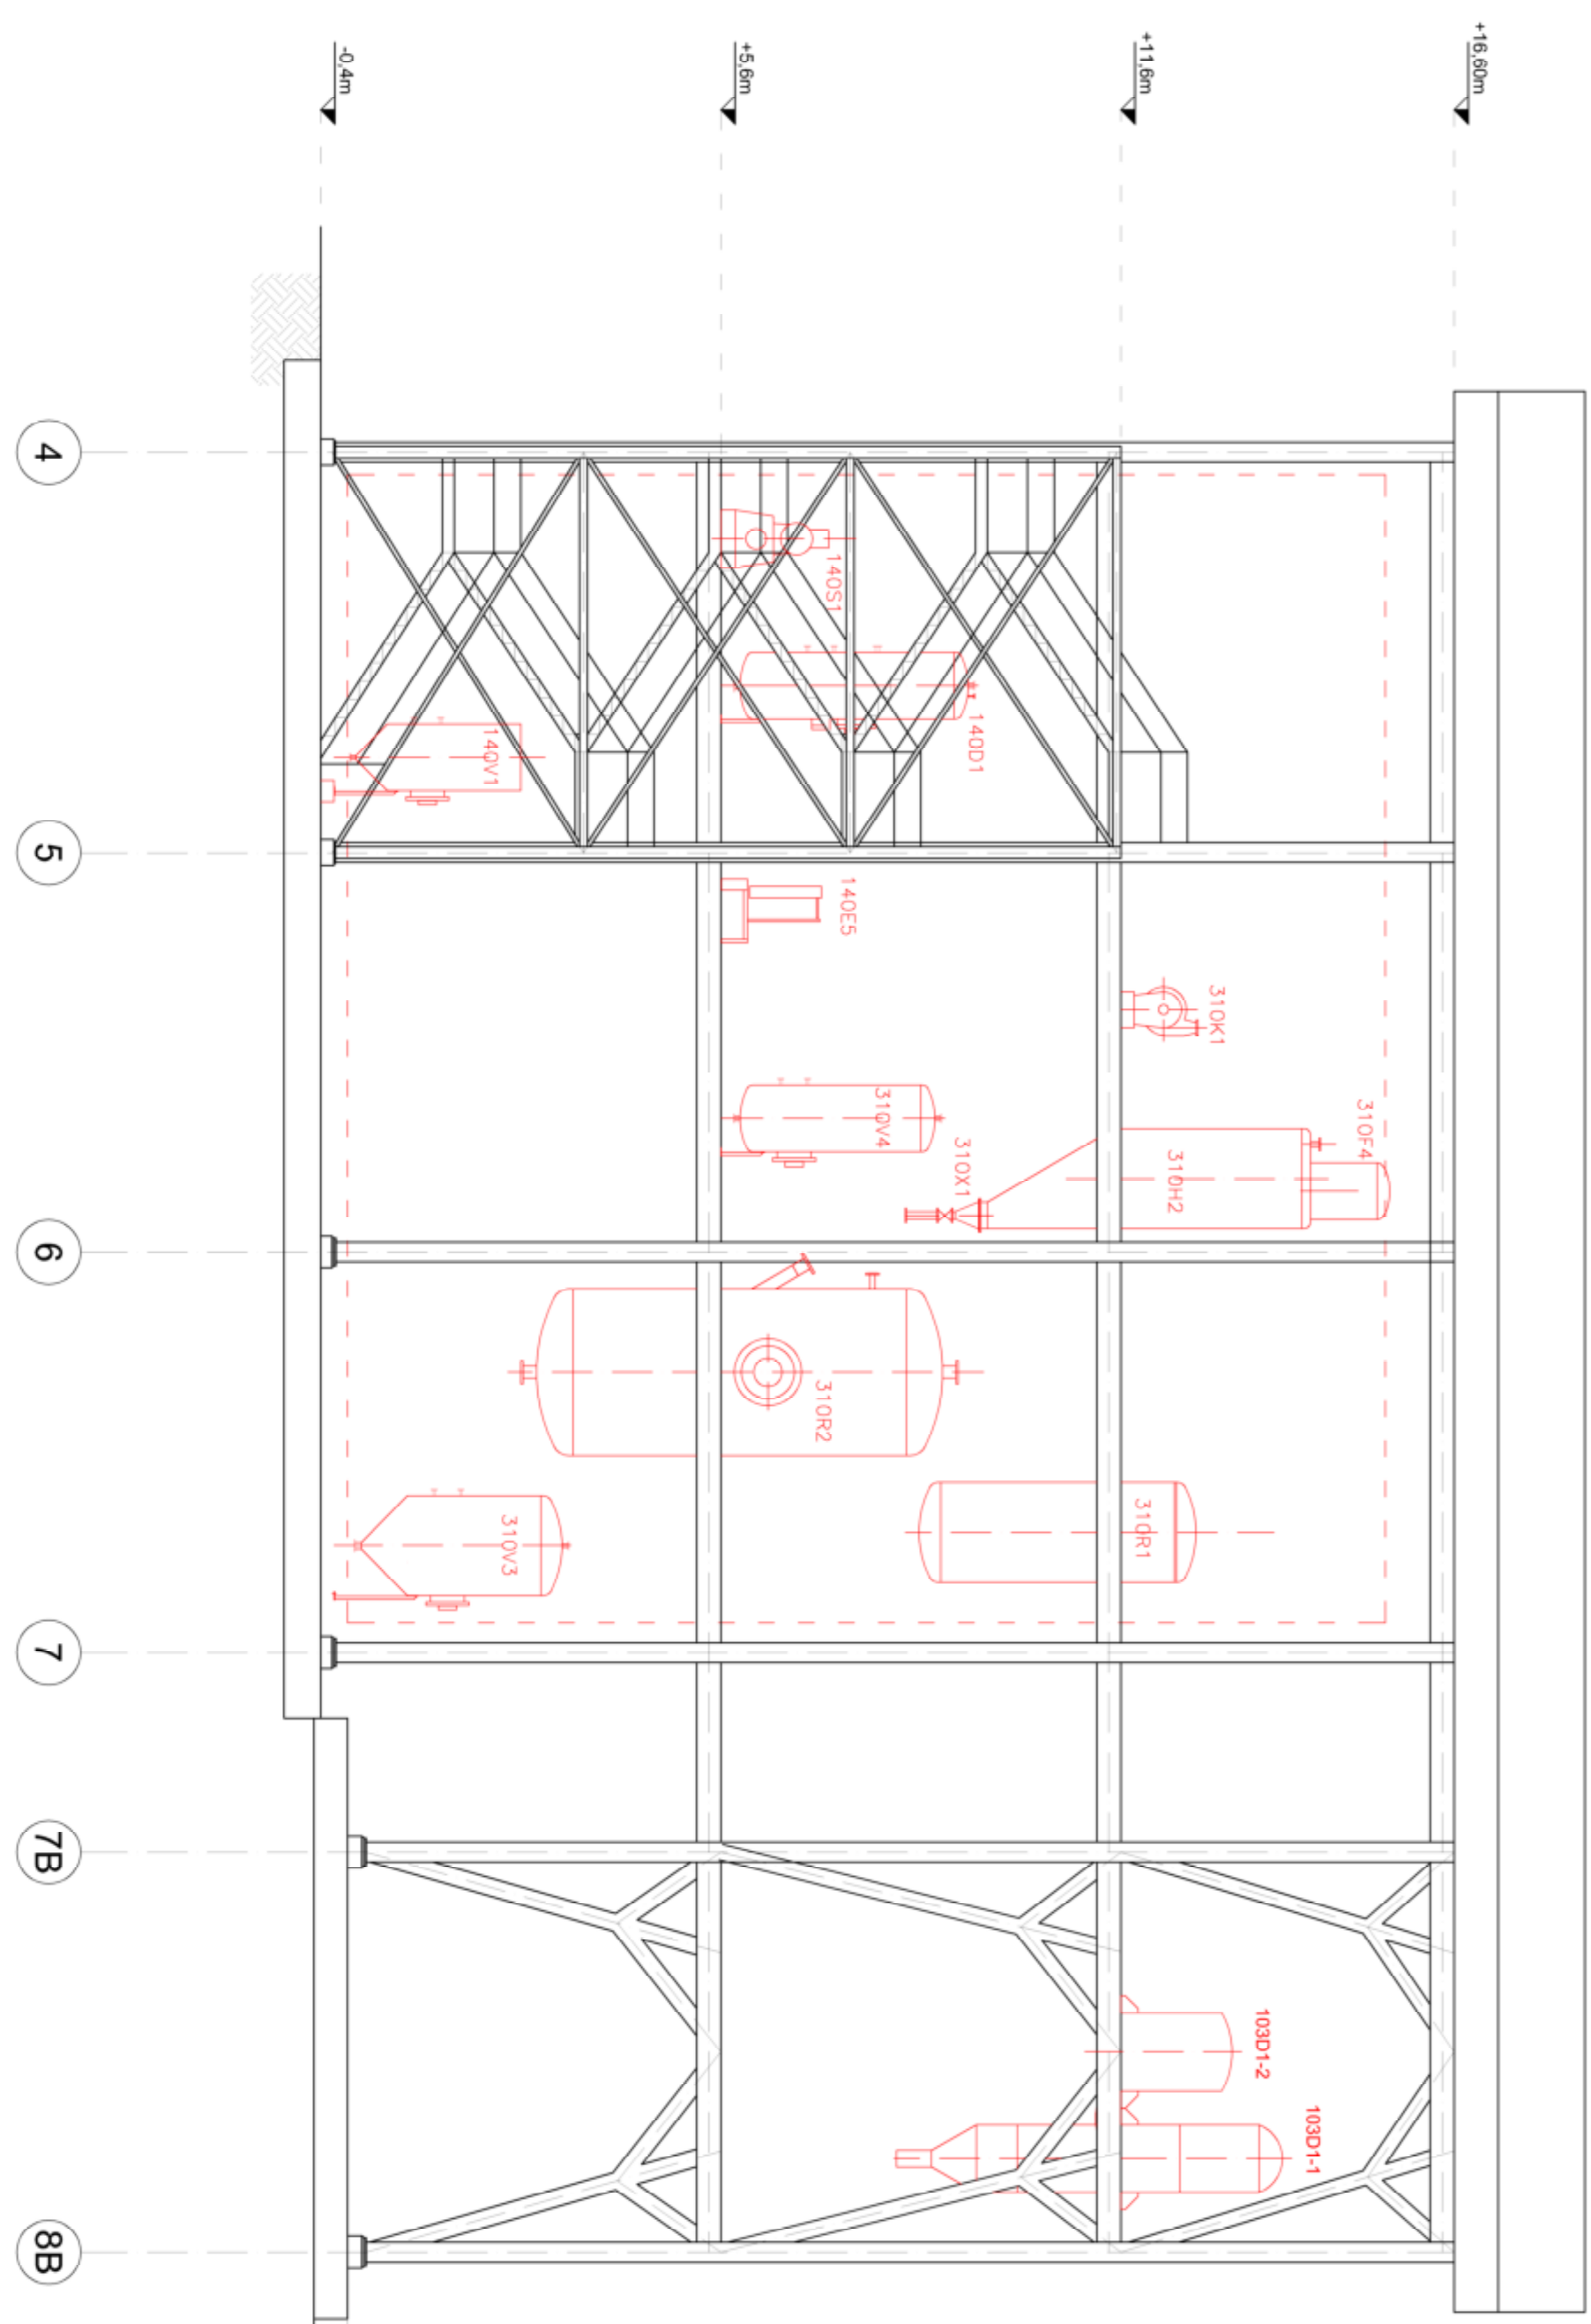 +16,60m
+11,6m
+5,6m
-0,4m
310F4
310K1
310H2
310R1
103D1-2
103D1-1
140S1
140D1
140E5
310V4
310X1
310R2
140V1
310V3
4
5
6
7
7B
8B